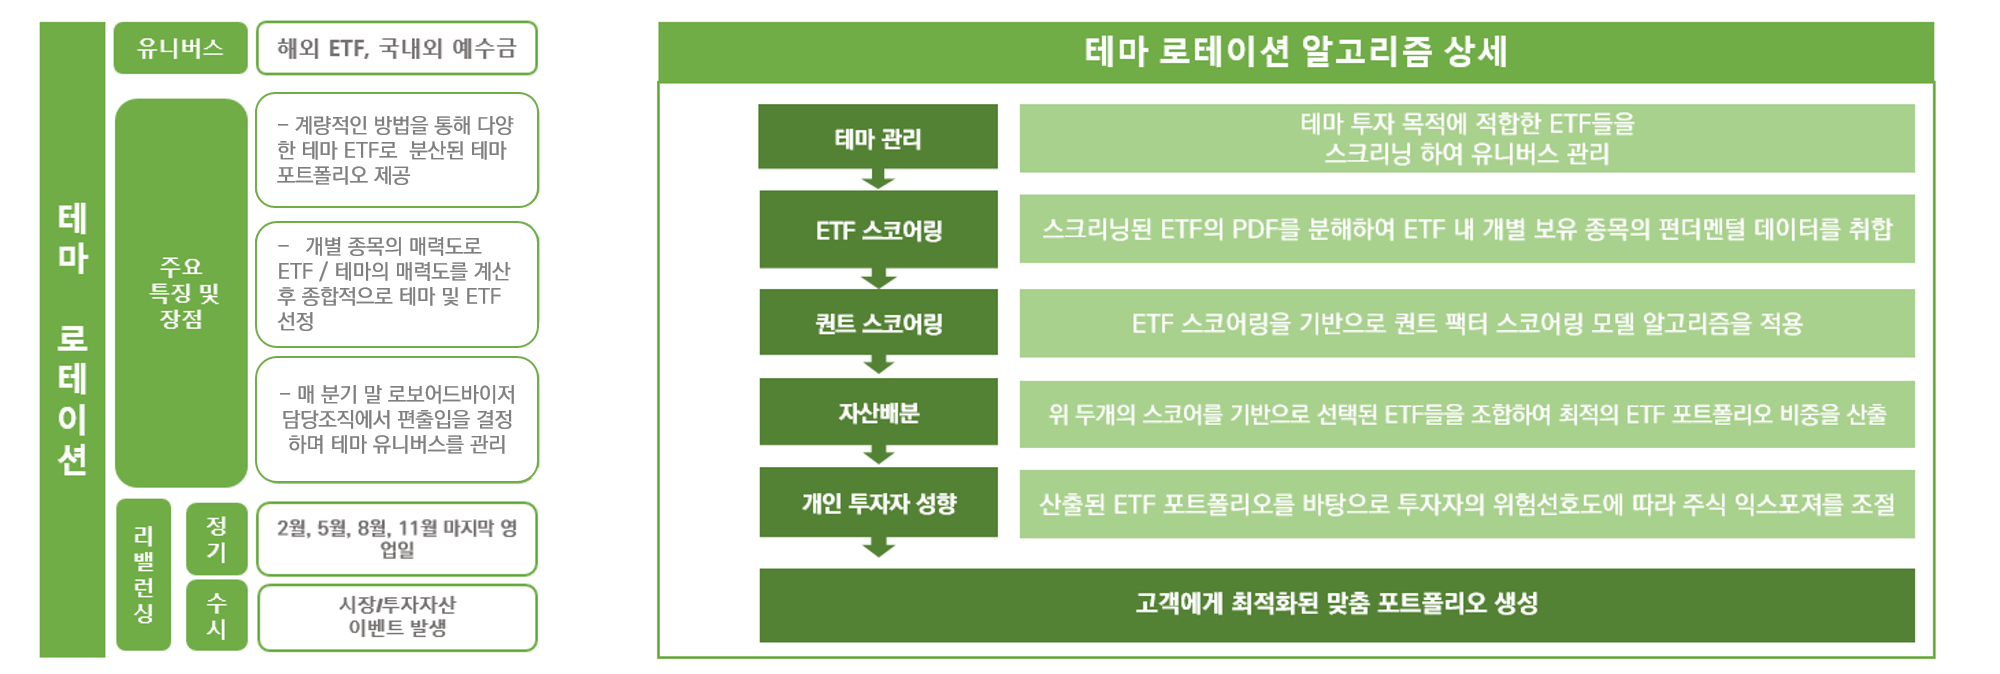 테마 로테이션
유니버스
해외 ETF, 국내외 예수금
주요
특징 및
장점
- 계량적인 방법을 통해 다양
한 테마 ETF로 분산된 테마
포트폴리오 제공
- 개별 종목의 매력도로
ETF / 테마의 매력도를 계산
후 종합적으로 테마 및 ETF
선정
- 매 분기 말 로보어드바이저
담당조직에서 편출입을 결정
하며 테마 유니버스를 관리
리밸런싱
정기
2월, 5월, 8월, 11월 마지막 영
업일
수시
시장/투자자산
이벤트 발생
테마 로테이션 알고리즘 상세
테마 관리
테마 투자 목적에 적합한 ETF들을
스크리닝 하여 유니버스 관리
ETF 스코어링
스크리닝된 ETF의 PDF를 분해하여 ETF 내 개별 보유 종목의 펀더멘털 데이터를 취합
퀀트 스코어링
ETF 스코어링을 기반으로 퀀트 팩터 스코어링 모델 알고리즘을 적용
자산배분
위 두개의 스코어를 기반으로 선택된 ETF들을 조합하여 최적의 ETF 포트폴리오 비중을 산출
개인 투자자 성향
산출된 ETF 포트폴리오를 바탕으로 투자자의 위험선호도에 따라 주식 익스포져를 조절
고객에게 최적화된 맞춤 포트폴리오 생성